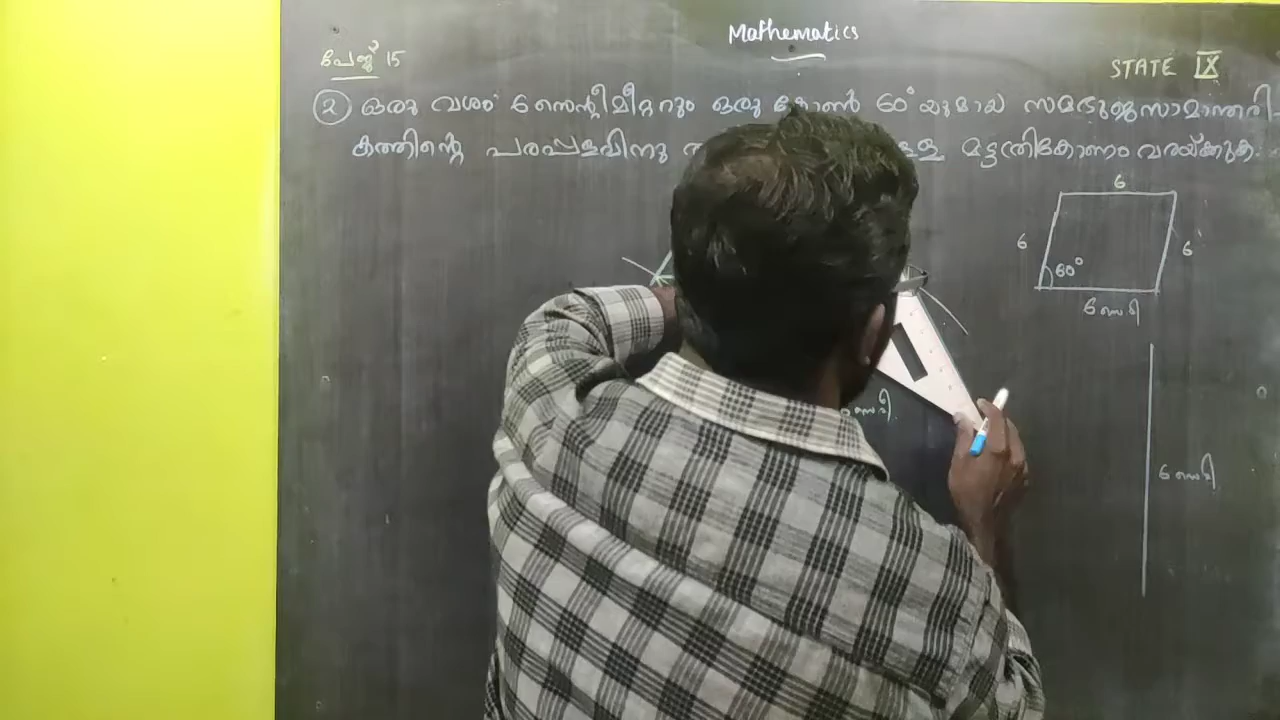 Mathematics
പേജ് 15
STATE IX
② ഒരു വശം 6 സെന്റീമീറ്ററും ഒരു കോൺ 60° യുമായ സമഭുജസാമാന്തരി
കത്തിന്റെ പരപ്പളവിനു മട്ടത്രികോണം വരയ്ക്കുക.
6
6
6
60°
6 സെ.മീ
സെ.മീ.
6 സെ.മീ